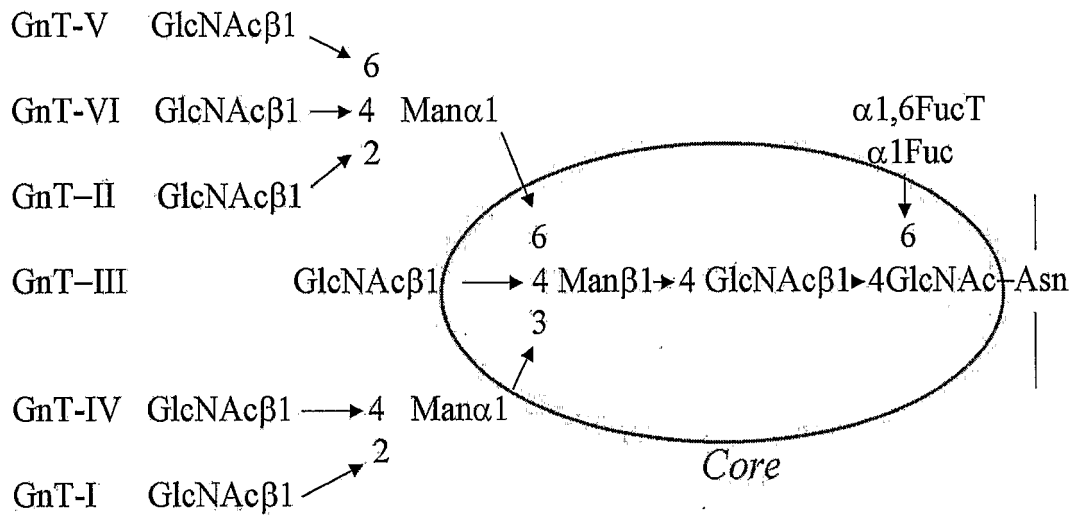 GnT-V GlcNAcβ1
6
GnT-VI GlcNAcβ1 → 4 Manα1
α1,6FucT
2
α1Fuc
GnT–II GlcNAcβ1
6
6
GnT–III GlcNAcβ1 → 4 Manβ1→4 GlcNAcβ1→4GlcNAc–Asn
3
GnT-IV GlcNAcβ1 → 4 Manα1
2
Core
GnT-I GlcNAcβ1